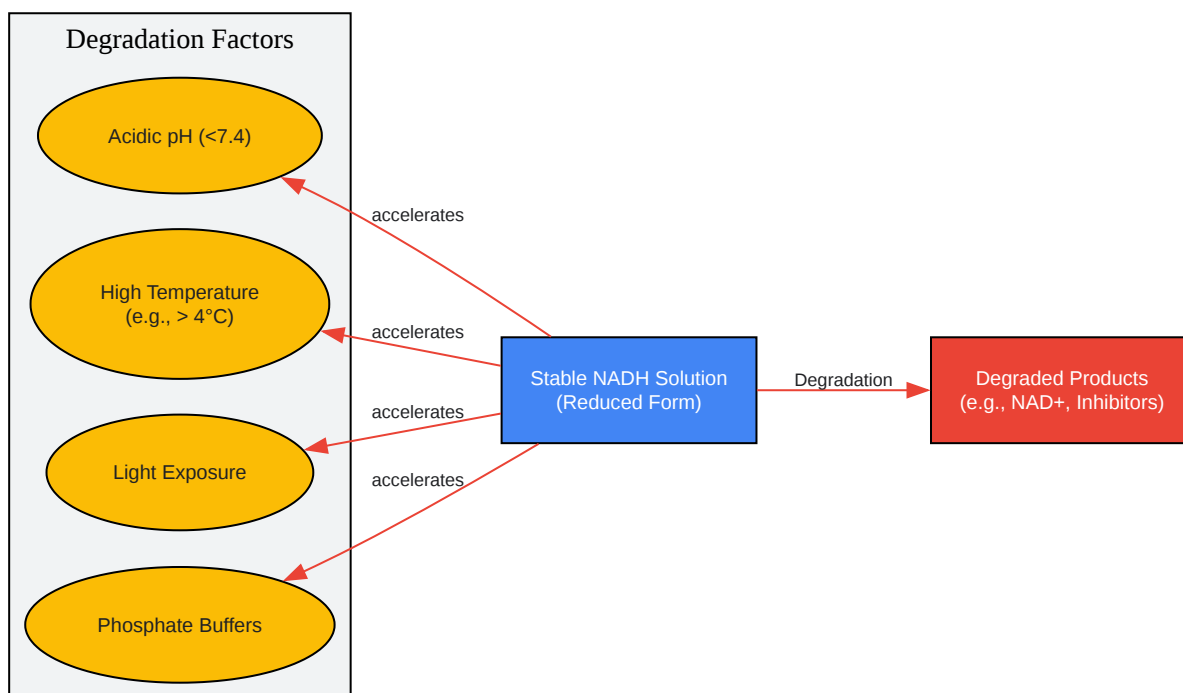 Degradation Factors
Acidic pH (<7.4)
High Temperature
(e.g., > 4°C)
Light Exposure
Phosphate Buffers
accelerates
accelerates
accelerates
accelerates
Stable NADH Solution
(Reduced Form)
Degradation
Degraded Products
(e.g., NAD+, Inhibitors)